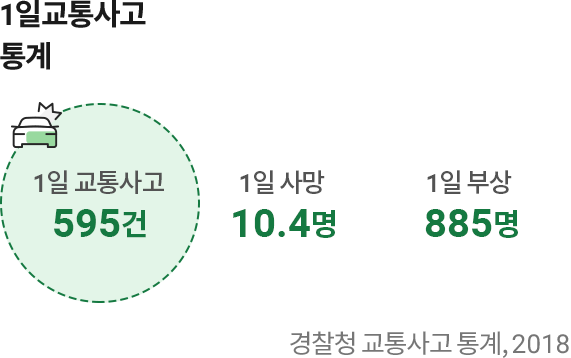 1일교통사고
통계
1일 교통사고
595건
1일 사망
10.4명
1일 부상
885명
경찰청 교통사고 통계, 2018